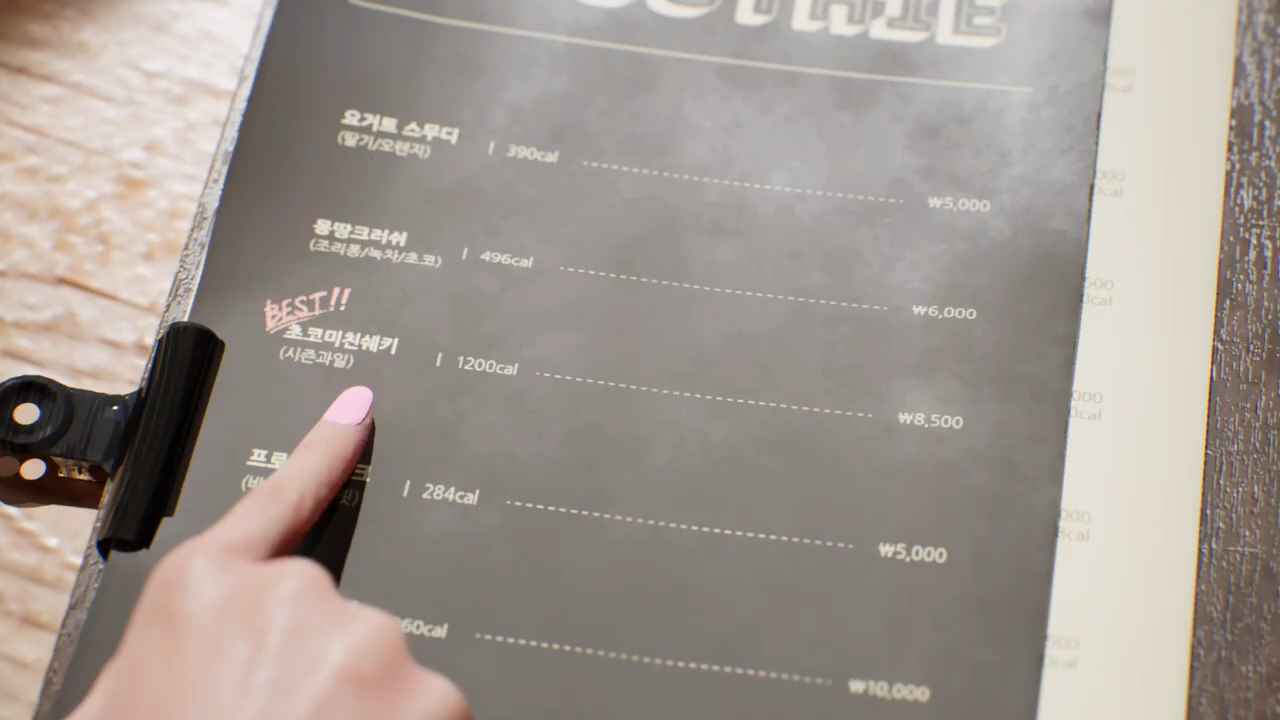 요거트 스무디 | 390cal ₩5,000
(딸기/오렌지)
몽땅크러쉬 | 496cal ₩6,000
(조리퐁/녹차/초코)
BEST!!
초코미친쉐키 | 1200cal ₩8,500
(시즌과일)
| 284cal ₩5,000
60cal ₩10,000